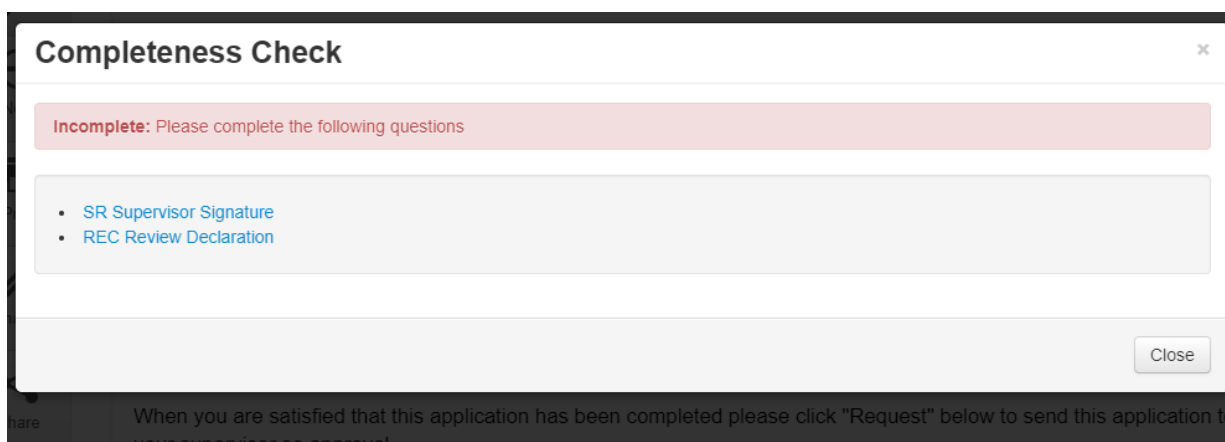 Completeness Check
×
Incomplete: Please complete the following questions
• SR Supervisor Signature
• REC Review Declaration
Close
hare
When you are satisfied that this application has been completed please click "Request" below to send this application